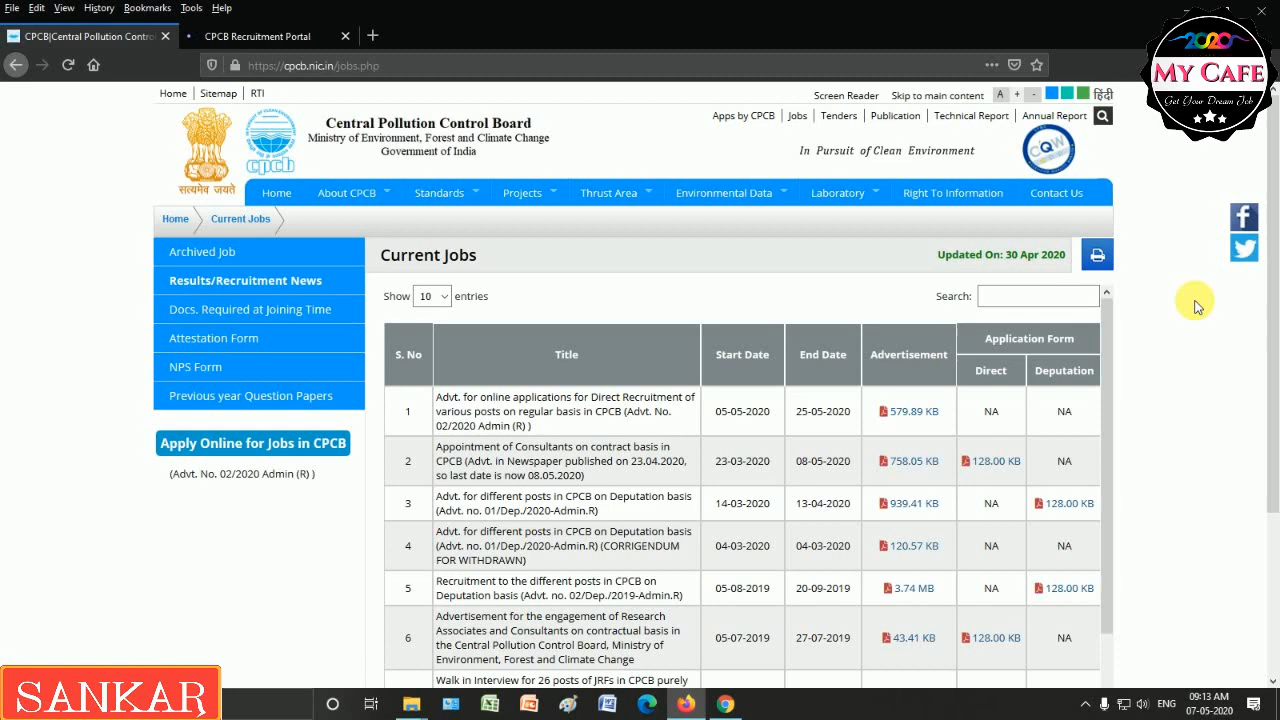 File Edit View History Bookmarks Tools Help
CPCB|Central Pollution Control
CPCB Recruitment Portal
https://cpcb.nic.in/jobs.php
2020
MY CAFE
Get Your Dream Job
Home Sitemap RTI
Screen Reader Skip to main content A + - हिंदी
Central Pollution Control Board
Ministry of Environment, Forest and Climate Change
Government of India
सत्यमेव जयते
cpcb
Apps by CPCB Jobs Tenders Publication Technical Report Annual Report
In Pursuit of Clean Environment
CQW
Home About CPCB Standards Projects Thrust Area Environmental Data Laboratory Right To Information Contact Us
Home Current Jobs
Archived Job
Results/Recruitment News
Docs. Required at Joining Time
Attestation Form
NPS Form
Previous year Question Papers
Apply Online for Jobs in CPCB
(Advt. No. 02/2020 Admin (R) )
Current Jobs
Updated On: 30 Apr 2020
Show 10 entries
Search:
S. No Title Start Date End Date Advertisement Application Form
Direct Deputation
1 Advt. for online applications for Direct Recruitment of
various posts on regular basis in CPCB (Advt. No.
02/2020 Admin (R) )
05-05-2020 25-05-2020 579.89 KB NA NA
2 Appointment of Consultants on contract basis in
CPCB (Advt. in Newspaper published on 23.04.2020,
so last date is now 08.05.2020)
23-03-2020 08-05-2020 758.05 KB 128.00 KB NA
3 Advt. for different posts in CPCB on Deputation basis
(Advt. no. 01/Dep./2020-Admin.R)
14-03-2020 13-04-2020 939.41 KB NA 128.00 KB
4 Advt. for different posts in CPCB on Deputation basis
(Advt. no. 01/Dep./2020-Admin.R) (CORRIGENDUM
FOR WITHDRAWN)
04-03-2020 04-03-2020 120.57 KB NA NA
5 Recruitment to the different posts in CPCB on
Deputation basis (Advt. no. 02/Dep./2019-Admin.R)
05-08-2019 20-09-2019 3.74 MB NA 128.00 KB
6 Advertisement for the engagement of Research
Associates and Consultants on contractual basis in
the Central Pollution Control Board, Ministry of
Environment, Forest and Climate Change
05-07-2019 27-07-2019 43.41 KB 128.00 KB NA
Walk in Interview for 26 posts of JRFs in CPCB purely
SANKAR
ENG
09:13 AM
07-05-2020